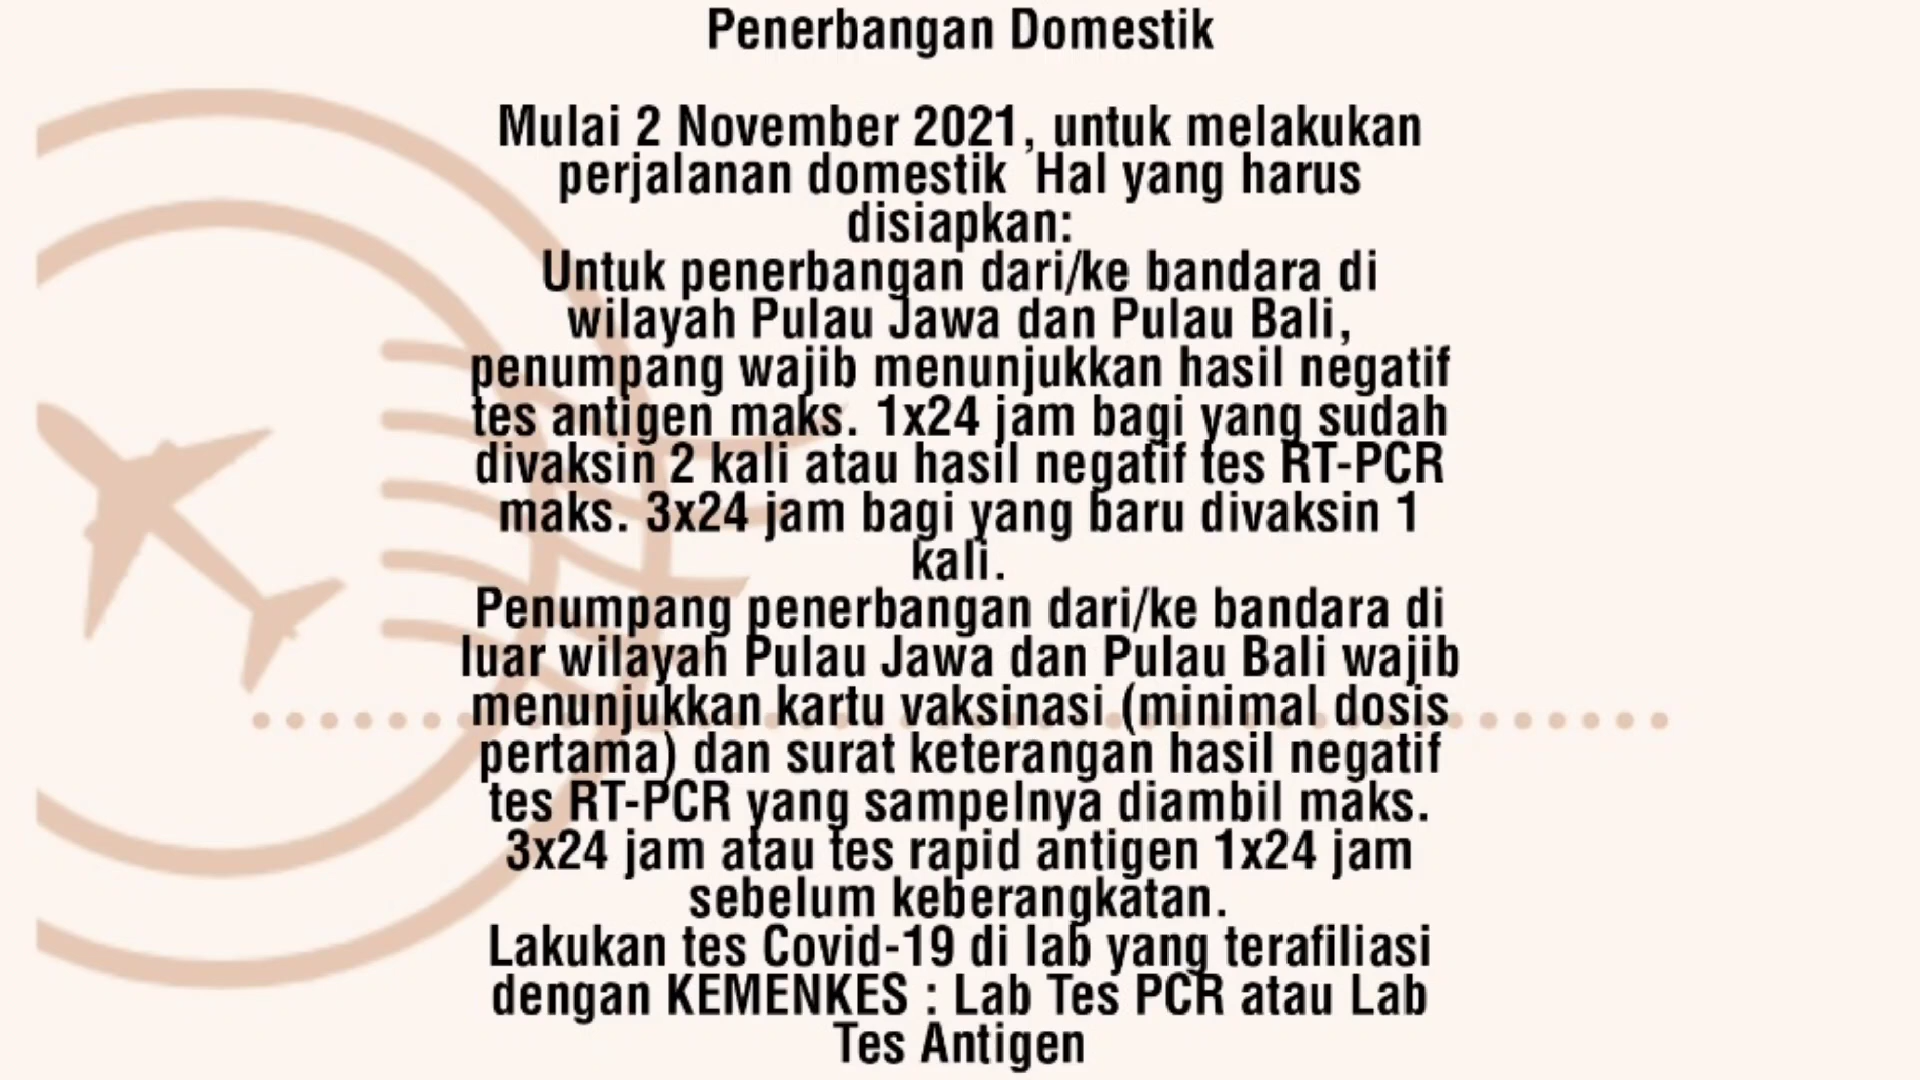 Penerbangan Domestik
Mulai 2 November 2021, untuk melakukan
perjalanan domestik  Hal yang harus
disiapkan:
Untuk penerbangan dari/ke bandara di
wilayah Pulau Jawa dan Pulau Bali,
penumpang wajib menunjukkan hasil negatif
tes antigen maks. 1x24 jam bagi yang sudah
divaksin 2 kali atau hasil negatif tes RT-PCR
maks. 3x24 jam bagi yang baru divaksin 1
kali.
Penumpang penerbangan dari/ke bandara di
luar wilayah Pulau Jawa dan Pulau Bali wajib
menunjukkan kartu vaksinasi (minimal dosis
pertama) dan surat keterangan hasil negatif
tes RT-PCR yang sampelnya diambil maks.
3x24 jam atau tes rapid antigen 1x24 jam
sebelum keberangkatan.
Lakukan tes Covid-19 di lab yang terafiliasi
dengan KEMENKES : Lab Tes PCR atau Lab
Tes Antigen